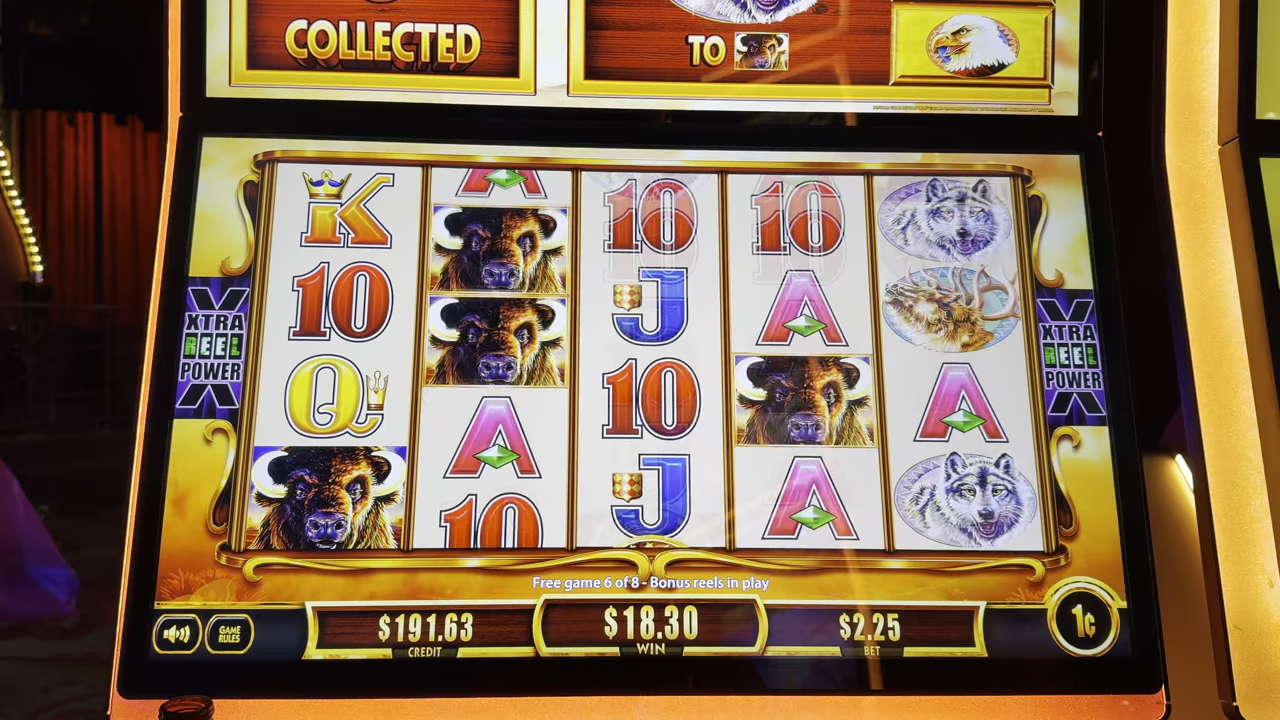 COLLECTED
TO
K
A
10
10
10
J
A
XTRA
REEL
POWER
XTRA
REEL
POWER
Q
10
A
A
J
A
10
Free game 6 of 8 - Bonus reels in play
GAME
RULES
$191.63
CREDIT
$18.30
WIN
$2.25
BET
1¢